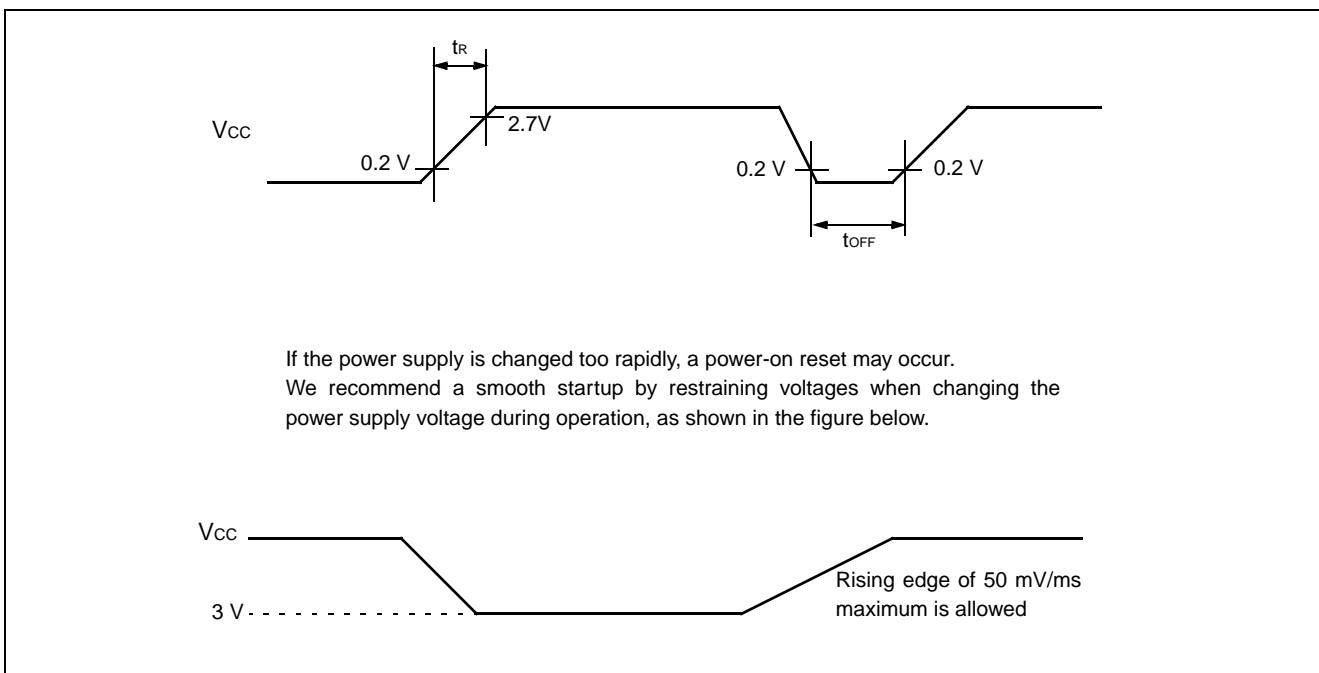 tR
VCC
2.7V
0.2 V
0.2 V
0.2 V
tOFF
If the power supply is changed too rapidly, a power-on reset may occur.
We recommend a smooth startup by restraining voltages when changing the
power supply voltage during operation, as shown in the figure below.
VCC
Rising edge of 50 mV/ms
3 V
maximum is allowed